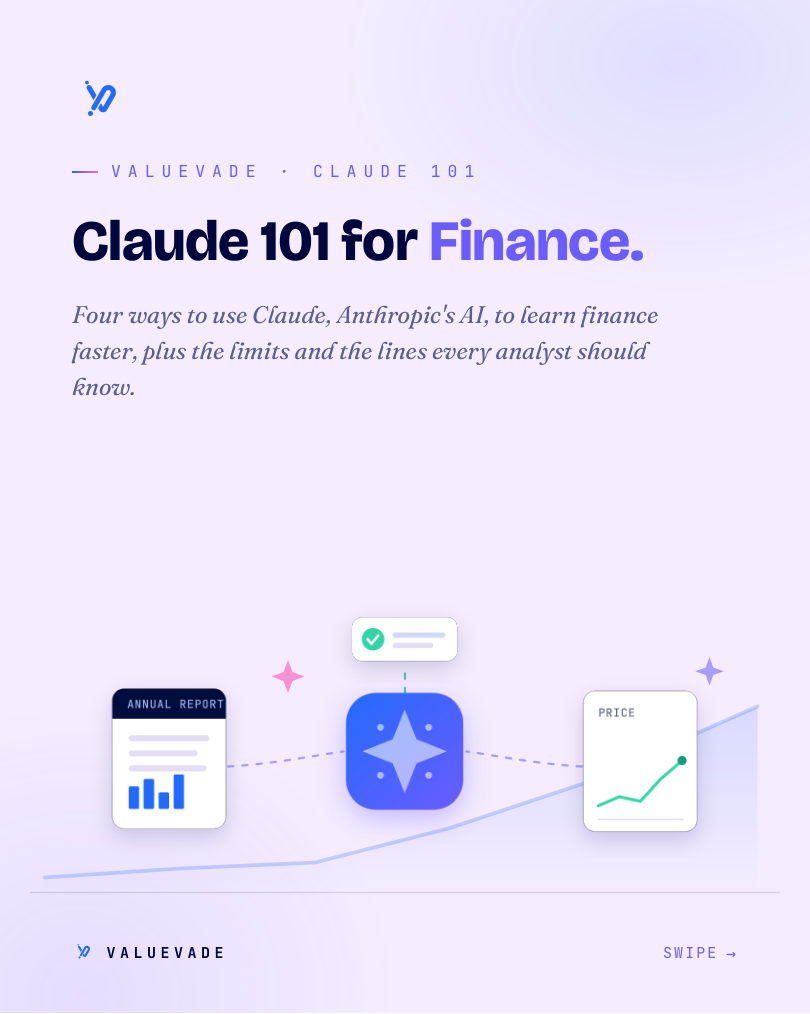 VALUEVADE · CLAUDE 101
Claude 101 for Finance.
Four ways to use Claude, Anthropic's AI, to learn finance
faster, plus the limits and the lines every analyst should
know.
ANNUAL REPORT
PRICE
VALUEVADE
SWIPE →